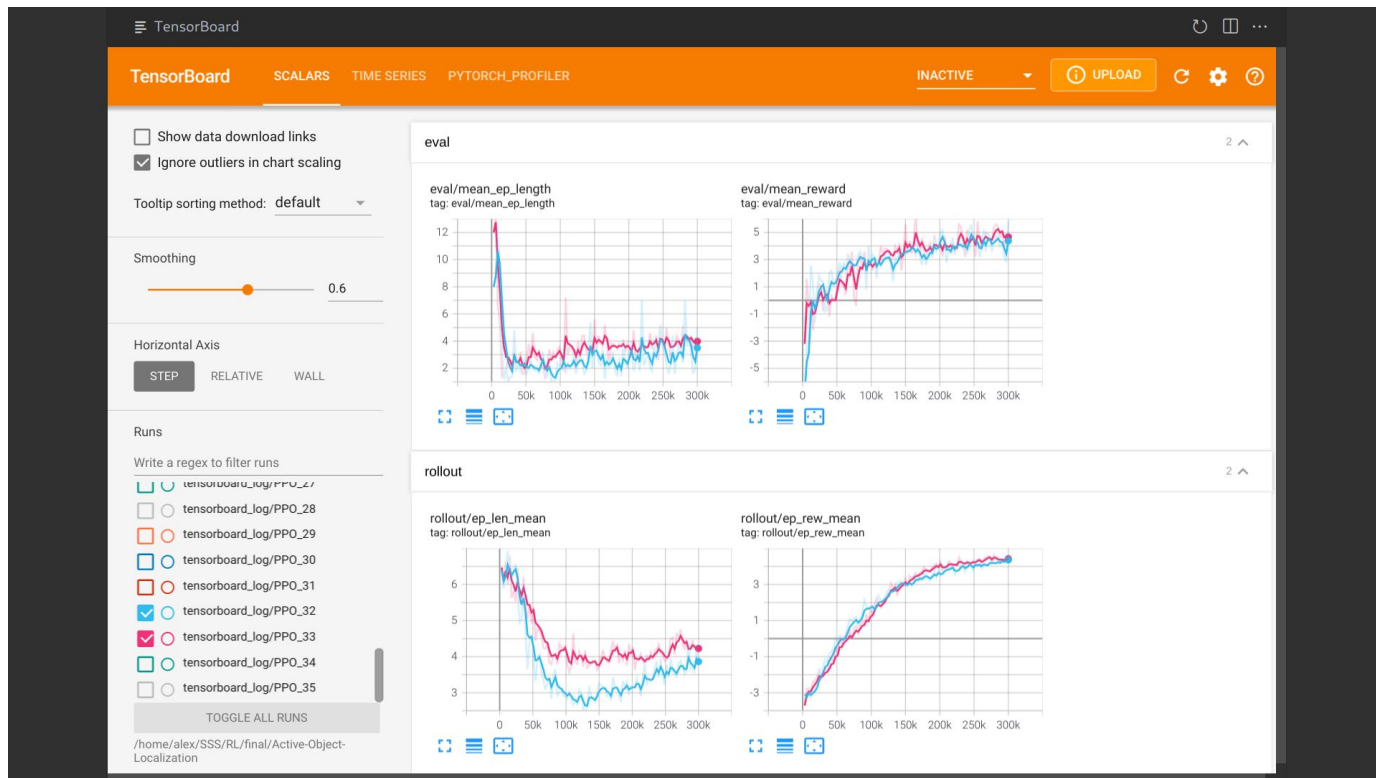 TensorBoard
TensorBoard
SCALARS
TIME SERIES
PYTORCH_PROFILER
INACTIVE
UPLOAD
Show data download links
Ignore outliers in chart scaling
Tooltip sorting method: default
Smoothing
0.6
Horizontal Axis
STEP
RELATIVE
WALL
Runs
Write a regex to filter runs
tensorboard_log/PPO_27
tensorboard_log/PPO_28
tensorboard_log/PPO_29
tensorboard_log/PPO_30
tensorboard_log/PPO_31
tensorboard_log/PPO_32
tensorboard_log/PPO_33
tensorboard_log/PPO_34
tensorboard_log/PPO_35
TOGGLE ALL RUNS
/home/alex/SSS/RL/final/Active-Object-
Localization
eval
2
eval/mean_ep_length
tag: eval/mean_ep_length
12
10
8
6
4
2
0 50k 100k 150k 200k 250k 300k
eval/mean_reward
tag: eval/mean_reward
5
3
1
-1
-3
-5
0 50k 100k 150k 200k 250k 300k
rollout
2
rollout/ep_len_mean
tag: rollout/ep_len_mean
6
5
4
3
0 50k 100k 150k 200k 250k 300k
rollout/ep_rew_mean
tag: rollout/ep_rew_mean
3
1
-1
-3
0 50k 100k 150k 200k 250k 300k